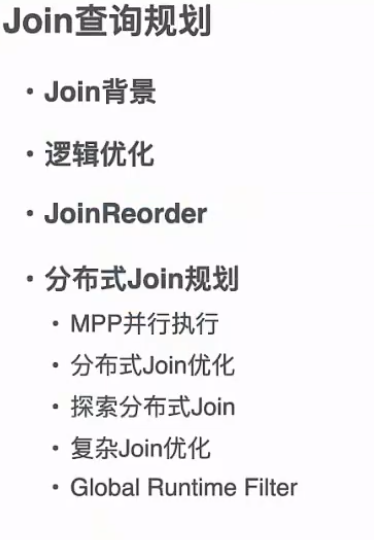 Join查询规划
• Join背景
• 逻辑优化
• JoinReorder
• 分布式Join规划
• MPP并行执行
• 分布式Join优化
• 探索分布式Join
• 复杂Join优化
• Global Runtime Filter